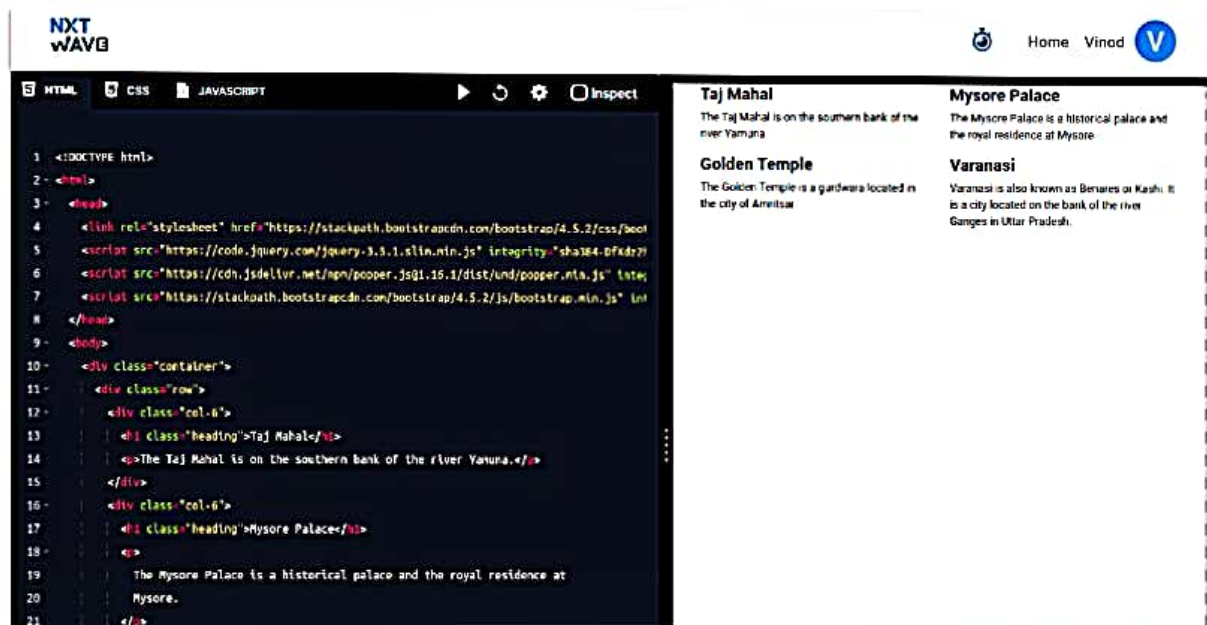 NXT
WAVE
Home Vinod V
HTML CSS JAVASCRIPT Inspect
1 <!DOCTYPE html>
2 <html>
3 <head>
4 <link rel="stylesheet" href="https://stackpath.bootstrapcdn.com/bootstrap/4.5.2/css/boot
5 <script src="https://code.jquery.com/jquery-3.5.1.slim.min.js" integrity="sha384-
6 <script src="https://cdn.jsdelivr.net/npm/popper.js@1.16.1/dist/umd/popper.min.js" integ
7 <script src="https://stackpath.bootstrapcdn.com/bootstrap/4.5.2/js/bootstrap.min.js" int
8 </head>
9 <body>
10 <div class="container">
11 <div class="row">
12 <div class="col-6">
13 <h1 class="heading">Taj Mahal</h1>
14 <p>The Taj Mahal is on the southern bank of the river Yamuna.</p>
15 </div>
16 <div class="col-6">
17 <h1 class="heading">Mysore Palace</h1>
18 <p>
19 The Mysore Palace is a historical palace and the royal residence at
20 Mysore.
21 </p>
Taj Mahal
The Taj Mahal is on the southern bank of the
river Yamuna
Mysore Palace
The Mysore Palace is a historical palace and
the royal residence at Mysore
Golden Temple
The Golden Temple is a gurdwara located in
the city of Amritsar
Varanasi
Varanasi is also known as Benares or Kashi. It
is a city located on the bank of the river
Ganges in Uttar Pradesh.